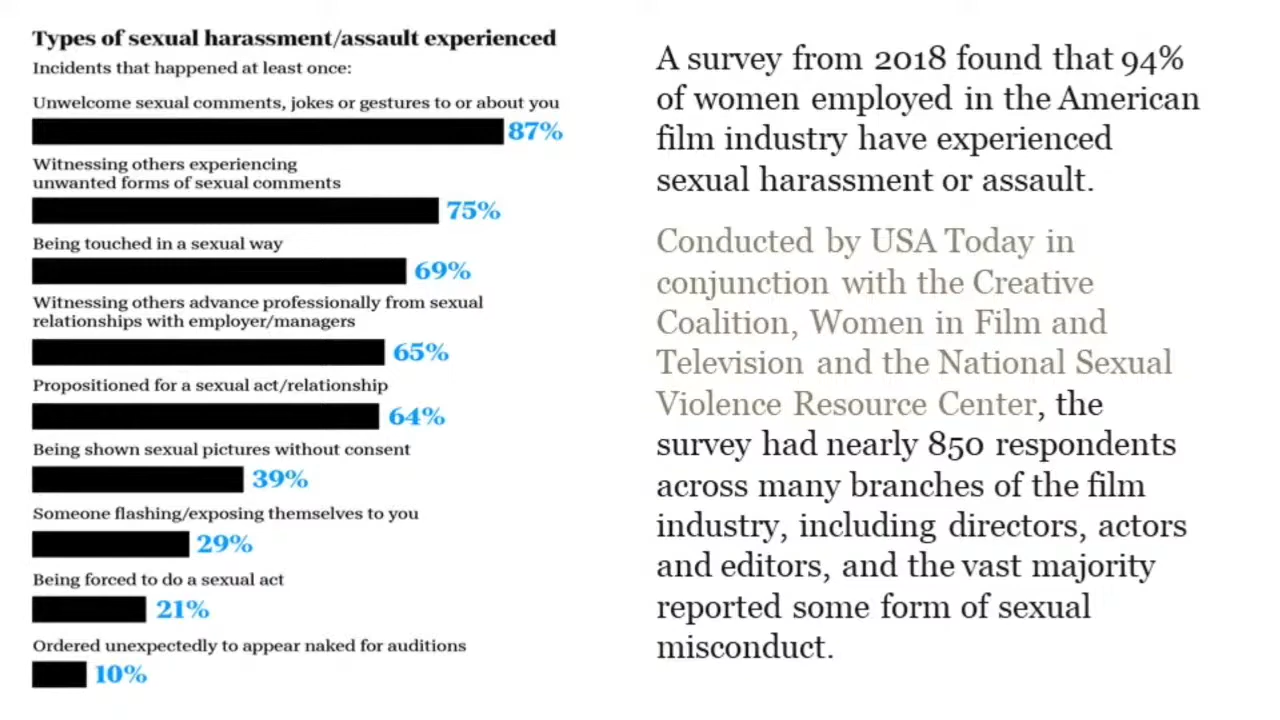 Types of sexual harassment/assault experienced
Incidents that happened at least once:
Unwelcome sexual comments, jokes or gestures to or about you
87%
Witnessing others experiencing
unwanted forms of sexual comments
75%
Being touched in a sexual way
69%
Witnessing others advance professionally from sexual
relationships with employer/managers
65%
Propositioned for a sexual act/relationship
64%
Being shown sexual pictures without consent
39%
Someone flashing/exposing themselves to you
29%
Being forced to do a sexual act
21%
Ordered unexpectedly to appear naked for auditions
10%
A survey from 2018 found that 94%
of women employed in the American
film industry have experienced
sexual harassment or assault.
Conducted by USA Today in
conjunction with the Creative
Coalition, Women in Film and
Television and the National Sexual
Violence Resource Center, the
survey had nearly 850 respondents
across many branches of the film
industry, including directors, actors
and editors, and the vast majority
reported some form of sexual
misconduct.